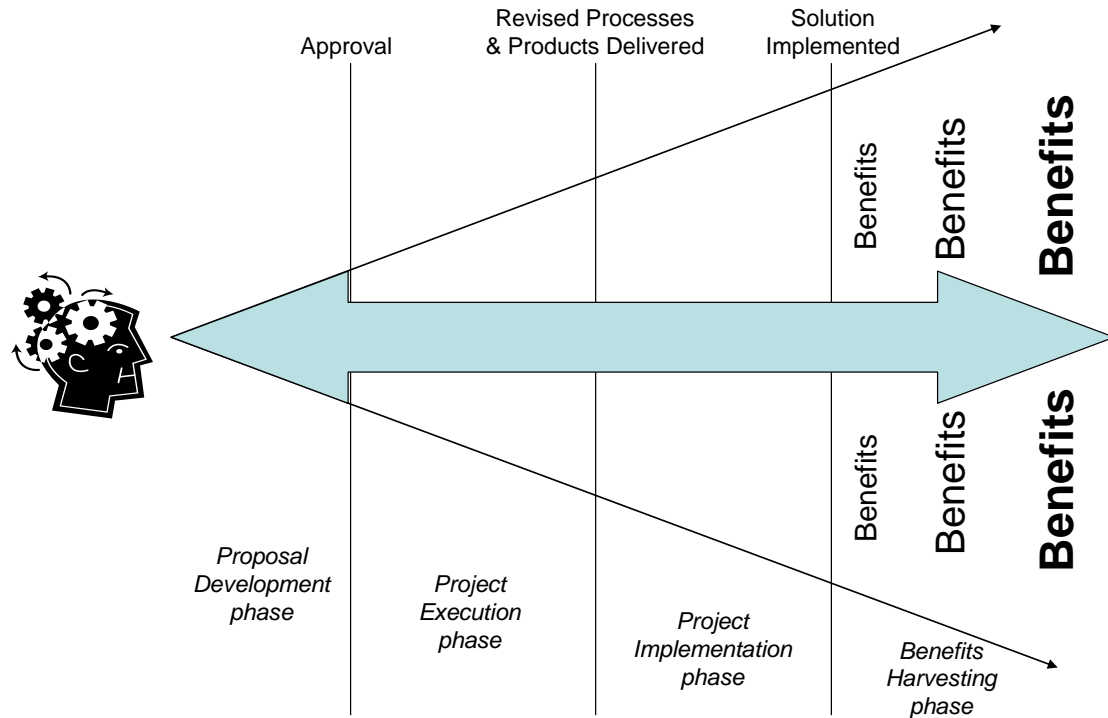 Approval
Revised Processes
& Products Delivered
Solution
Implemented
Benefits
Benefits
Benefits
Benefits
Benefits
Benefits
Proposal
Development
phase
Project
Execution
phase
Project
Implementation
phase
Benefits
Harvesting
phase